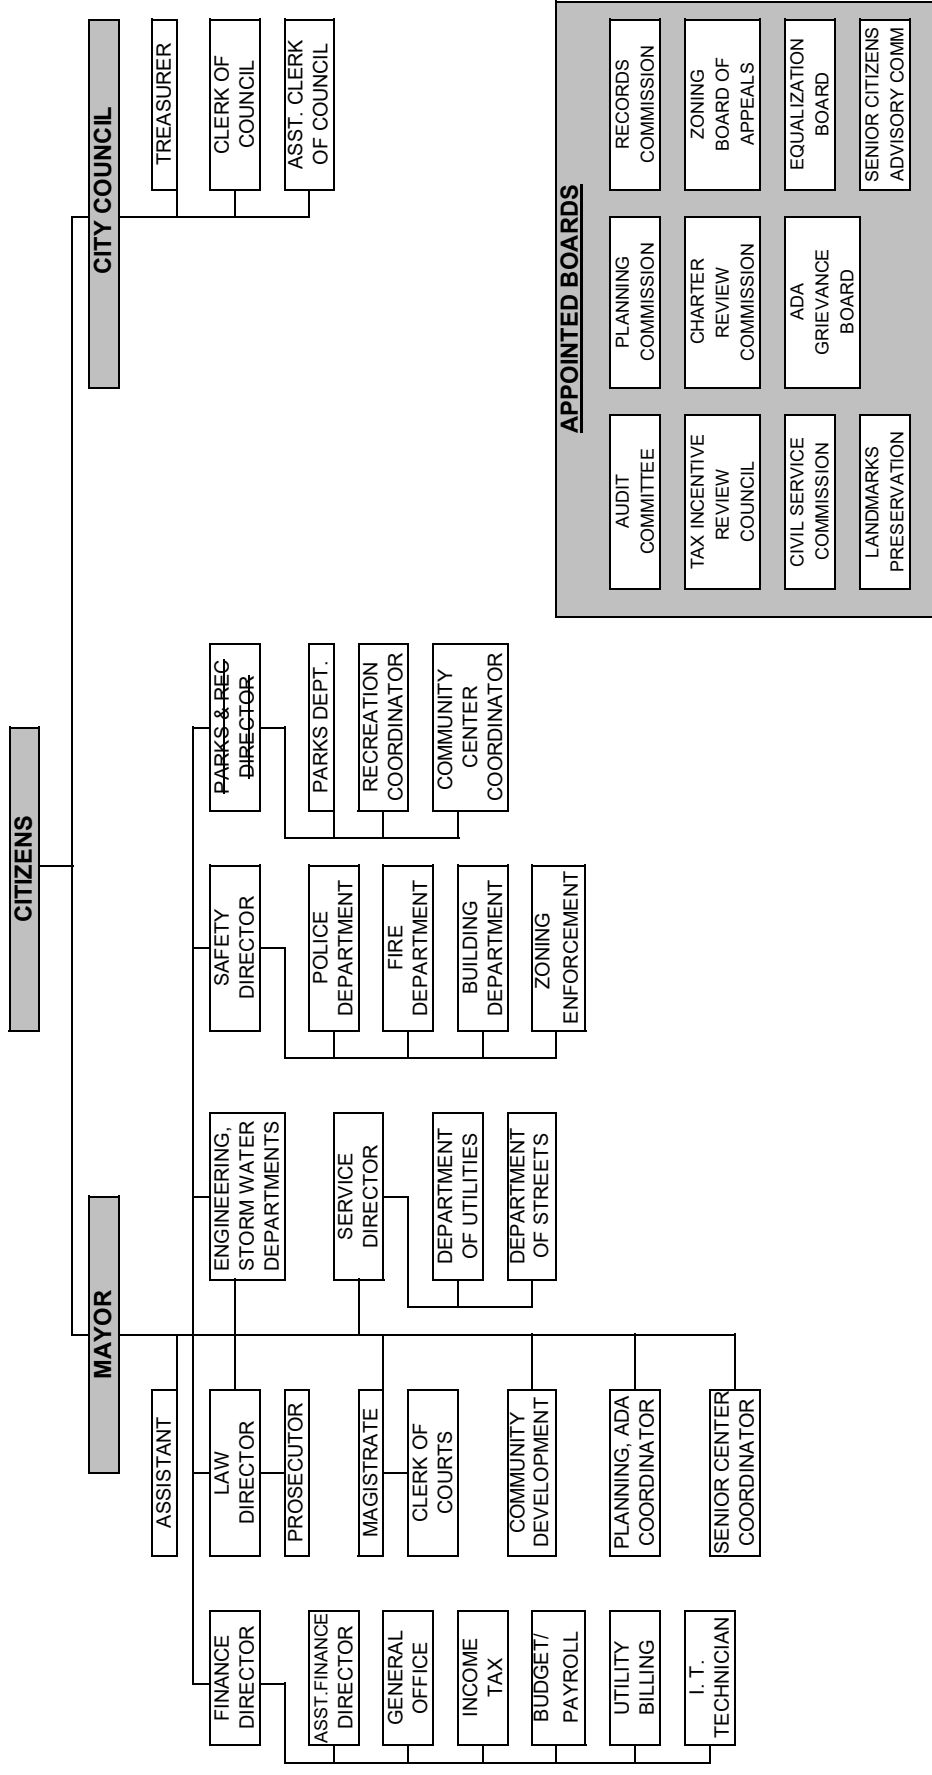 CITIZENS
MAYOR
CITY COUNCIL
ASSISTANT
TREASURER
CLERK OF
COUNCIL
ASST. CLERK
OF COUNCIL
FINANCE
DIRECTOR
ASST.FINANCE
DIRECTOR
GENERAL
OFFICE
INCOME
TAX
BUDGET/
PAYROLL
UTILITY
BILLING
I. T.
TECHNICIAN
LAW
DIRECTOR
PROSECUTOR
MAGISTRATE
CLERK OF
COURTS
COMMUNITY
DEVELOPMENT
PLANNING, ADA
COORDINATOR
SENIOR CENTER
COORDINATOR
ENGINEERING,
STORM WATER
DEPARTMENTS
SERVICE
DIRECTOR
DEPARTMENT
OF UTILITIES
DEPARTMENT
OF STREETS
SAFETY
DIRECTOR
POLICE
DEPARTMENT
FIRE
DEPARTMENT
BUILDING
DEPARTMENT
ZONING
ENFORCEMENT
PARKS & REC
DIRECTOR
PARKS DEPT.
RECREATION
COORDINATOR
COMMUNITY
CENTER
COORDINATOR
APPOINTED BOARDS
AUDIT
COMMITTEE
PLANNING
COMMISSION
RECORDS
COMMISSION
TAX INCENTIVE
REVIEW
COUNCIL
CHARTER
REVIEW
COMMISSION
ZONING
BOARD OF
APPEALS
CIVIL SERVICE
COMMISSION
ADA
GRIEVANCE
BOARD
EQUALIZATION
BOARD
LANDMARKS
PRESERVATION
SENIOR CITIZENS
ADVISORY COMM